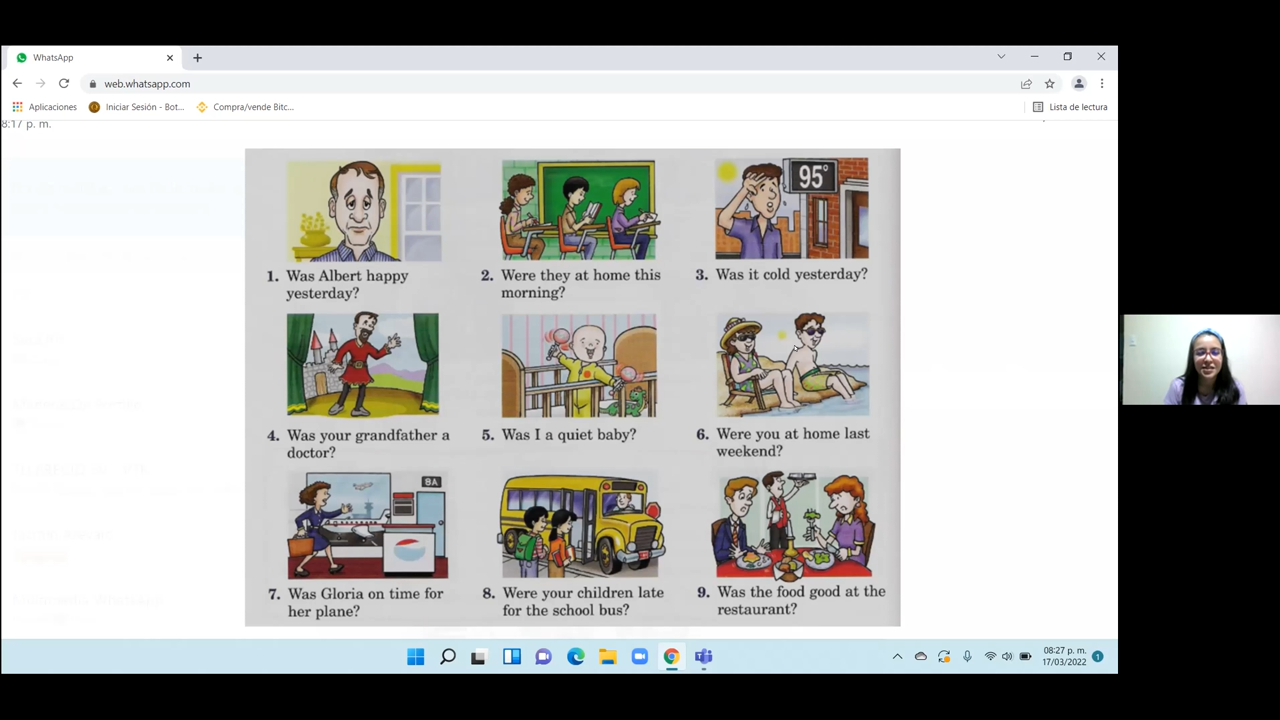 WhatsApp
web.whatsapp.com
Aplicaciones
Iniciar Sesión - Bot...
Compra/vende Bitc...
Lista de lectura
8:17 p. m.
95°
1. Was Albert happy
yesterday?
2. Were they at home this
morning?
3. Was it cold yesterday?
4. Was your grandfather a
doctor?
5. Was I a quiet baby?
6. Were you at home last
weekend?
8A
7. Was Gloria on time for
her plane?
8. Were your children late
for the school bus?
9. Was the food good at the
restaurant?
08:27 p. m.
17/03/2022
1